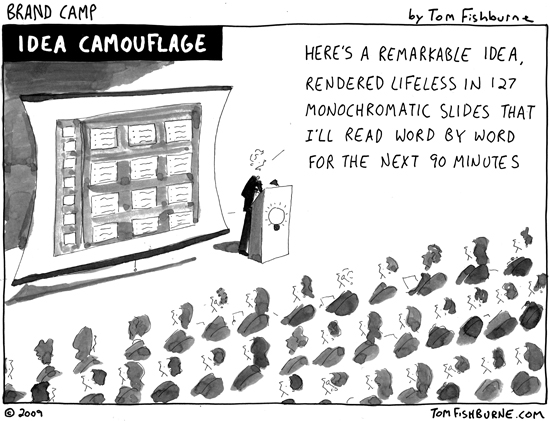 BRAND CAMP
by Tom Fishburne
IDEA CAMOUFLAGE
HERE'S A REMARKABLE IDEA,
RENDERED LIFELESS IN 127
MONOCHROMATIC SLIDES THAT
I'LL READ WORD BY WORD
FOR THE NEXT 90 MINUTES
© 2009
TOMFISHBURNE.COM